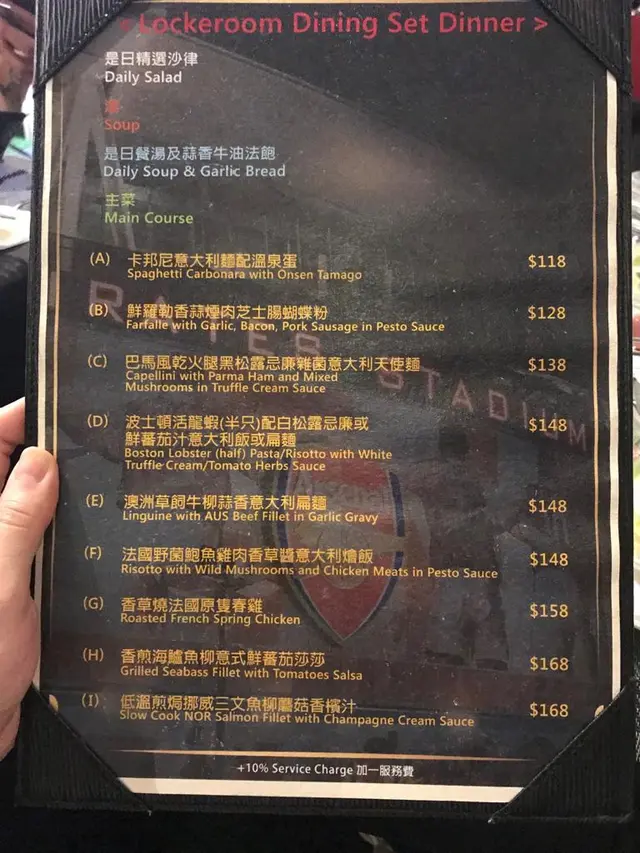 < Lockeroom Dining Set Dinner >
是日精選沙律
Daily Salad
湯
Soup
是日餐湯及蒜香牛油法飽
Daily Soup & Garlic Bread
主菜
Main Course
(A) 卡邦尼意大利麵配溫泉蛋 $118
Spaghetti Carbonara with Onsen Tamago
(B) 鮮羅勒香蒜煙肉芝士腸蝴蝶粉 $128
Farfalle with Garlic, Bacon, Pork Sausage in Pesto Sauce
(C) 巴馬風乾火腿黑松露忌廉雜菌意大利天使麵 $138
Capellini with Parma Ham and Mixed
Mushrooms in Truffle Cream Sauce
(D) 波士頓活龍蝦(半只)配白松露忌廉或 $148
鮮蕃茄汁意大利飯或扁麵
Boston Lobster (half) Pasta/Risotto with White
Truffle Cream/Tomato Herbs Sauce
(E) 澳洲草飼牛柳蒜香意大利扁麵 $148
Linguine with AUS Beef Fillet in Garlic Gravy
(F) 法國野菌鮑魚雞肉香草醬意大利燴飯 $148
Risotto with Wild Mushrooms and Chicken Meats in Pesto Sauce
(G) 香草燒法國原隻春雞 $158
Roasted French Spring Chicken
(H) 香煎海鱸魚柳意式鮮蕃茄莎莎 $168
Grilled Seabass Fillet with Tomatoes Salsa
(I) 低溫煎焗挪威三文魚柳蘑菇香檳汁 $168
Slow Cook NOR Salmon Fillet with Champagne Cream Sauce
+10% Service Charge 加一服務費
RATES STADIUM
Arsenal